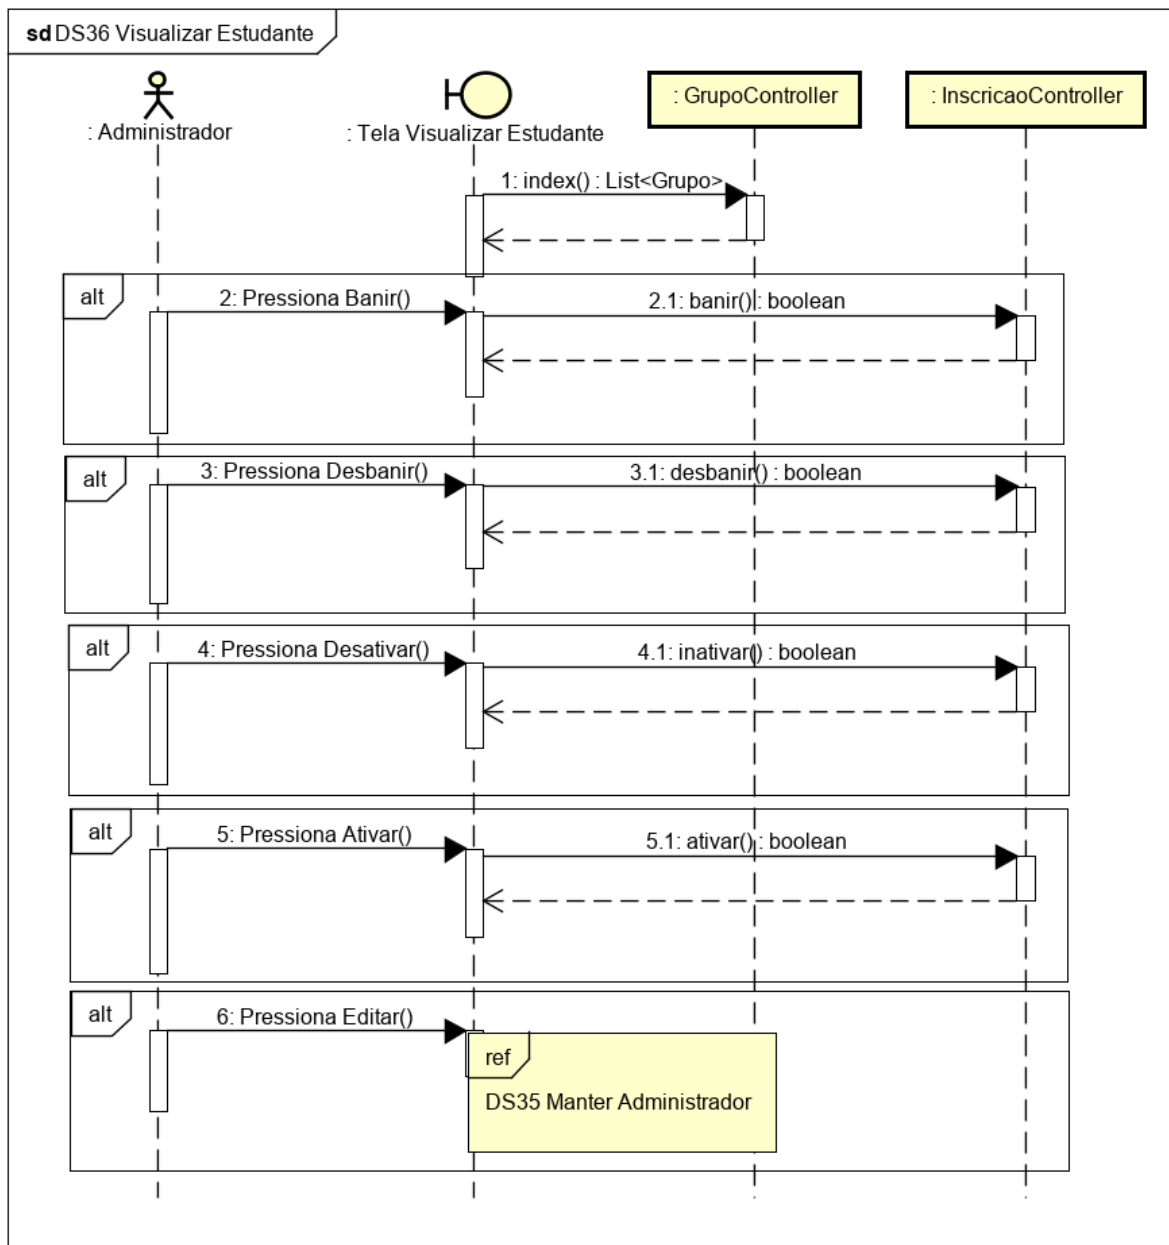 sd DS36 Visualizar Estudante
: Administrador
: Tela Visualizar Estudante
: GrupoController
: InscricaoController
1: index() : List<Grupo>
alt
2: Pressiona Banir()
2.1: banir() : boolean
alt
3: Pressiona Desbanir()
3.1: desbanir() : boolean
alt
4: Pressiona Desativar()
4.1: inativar() : boolean
alt
5: Pressiona Ativar()
5.1: ativar() : boolean
alt
6: Pressiona Editar()
ref
DS35 Manter Administrador